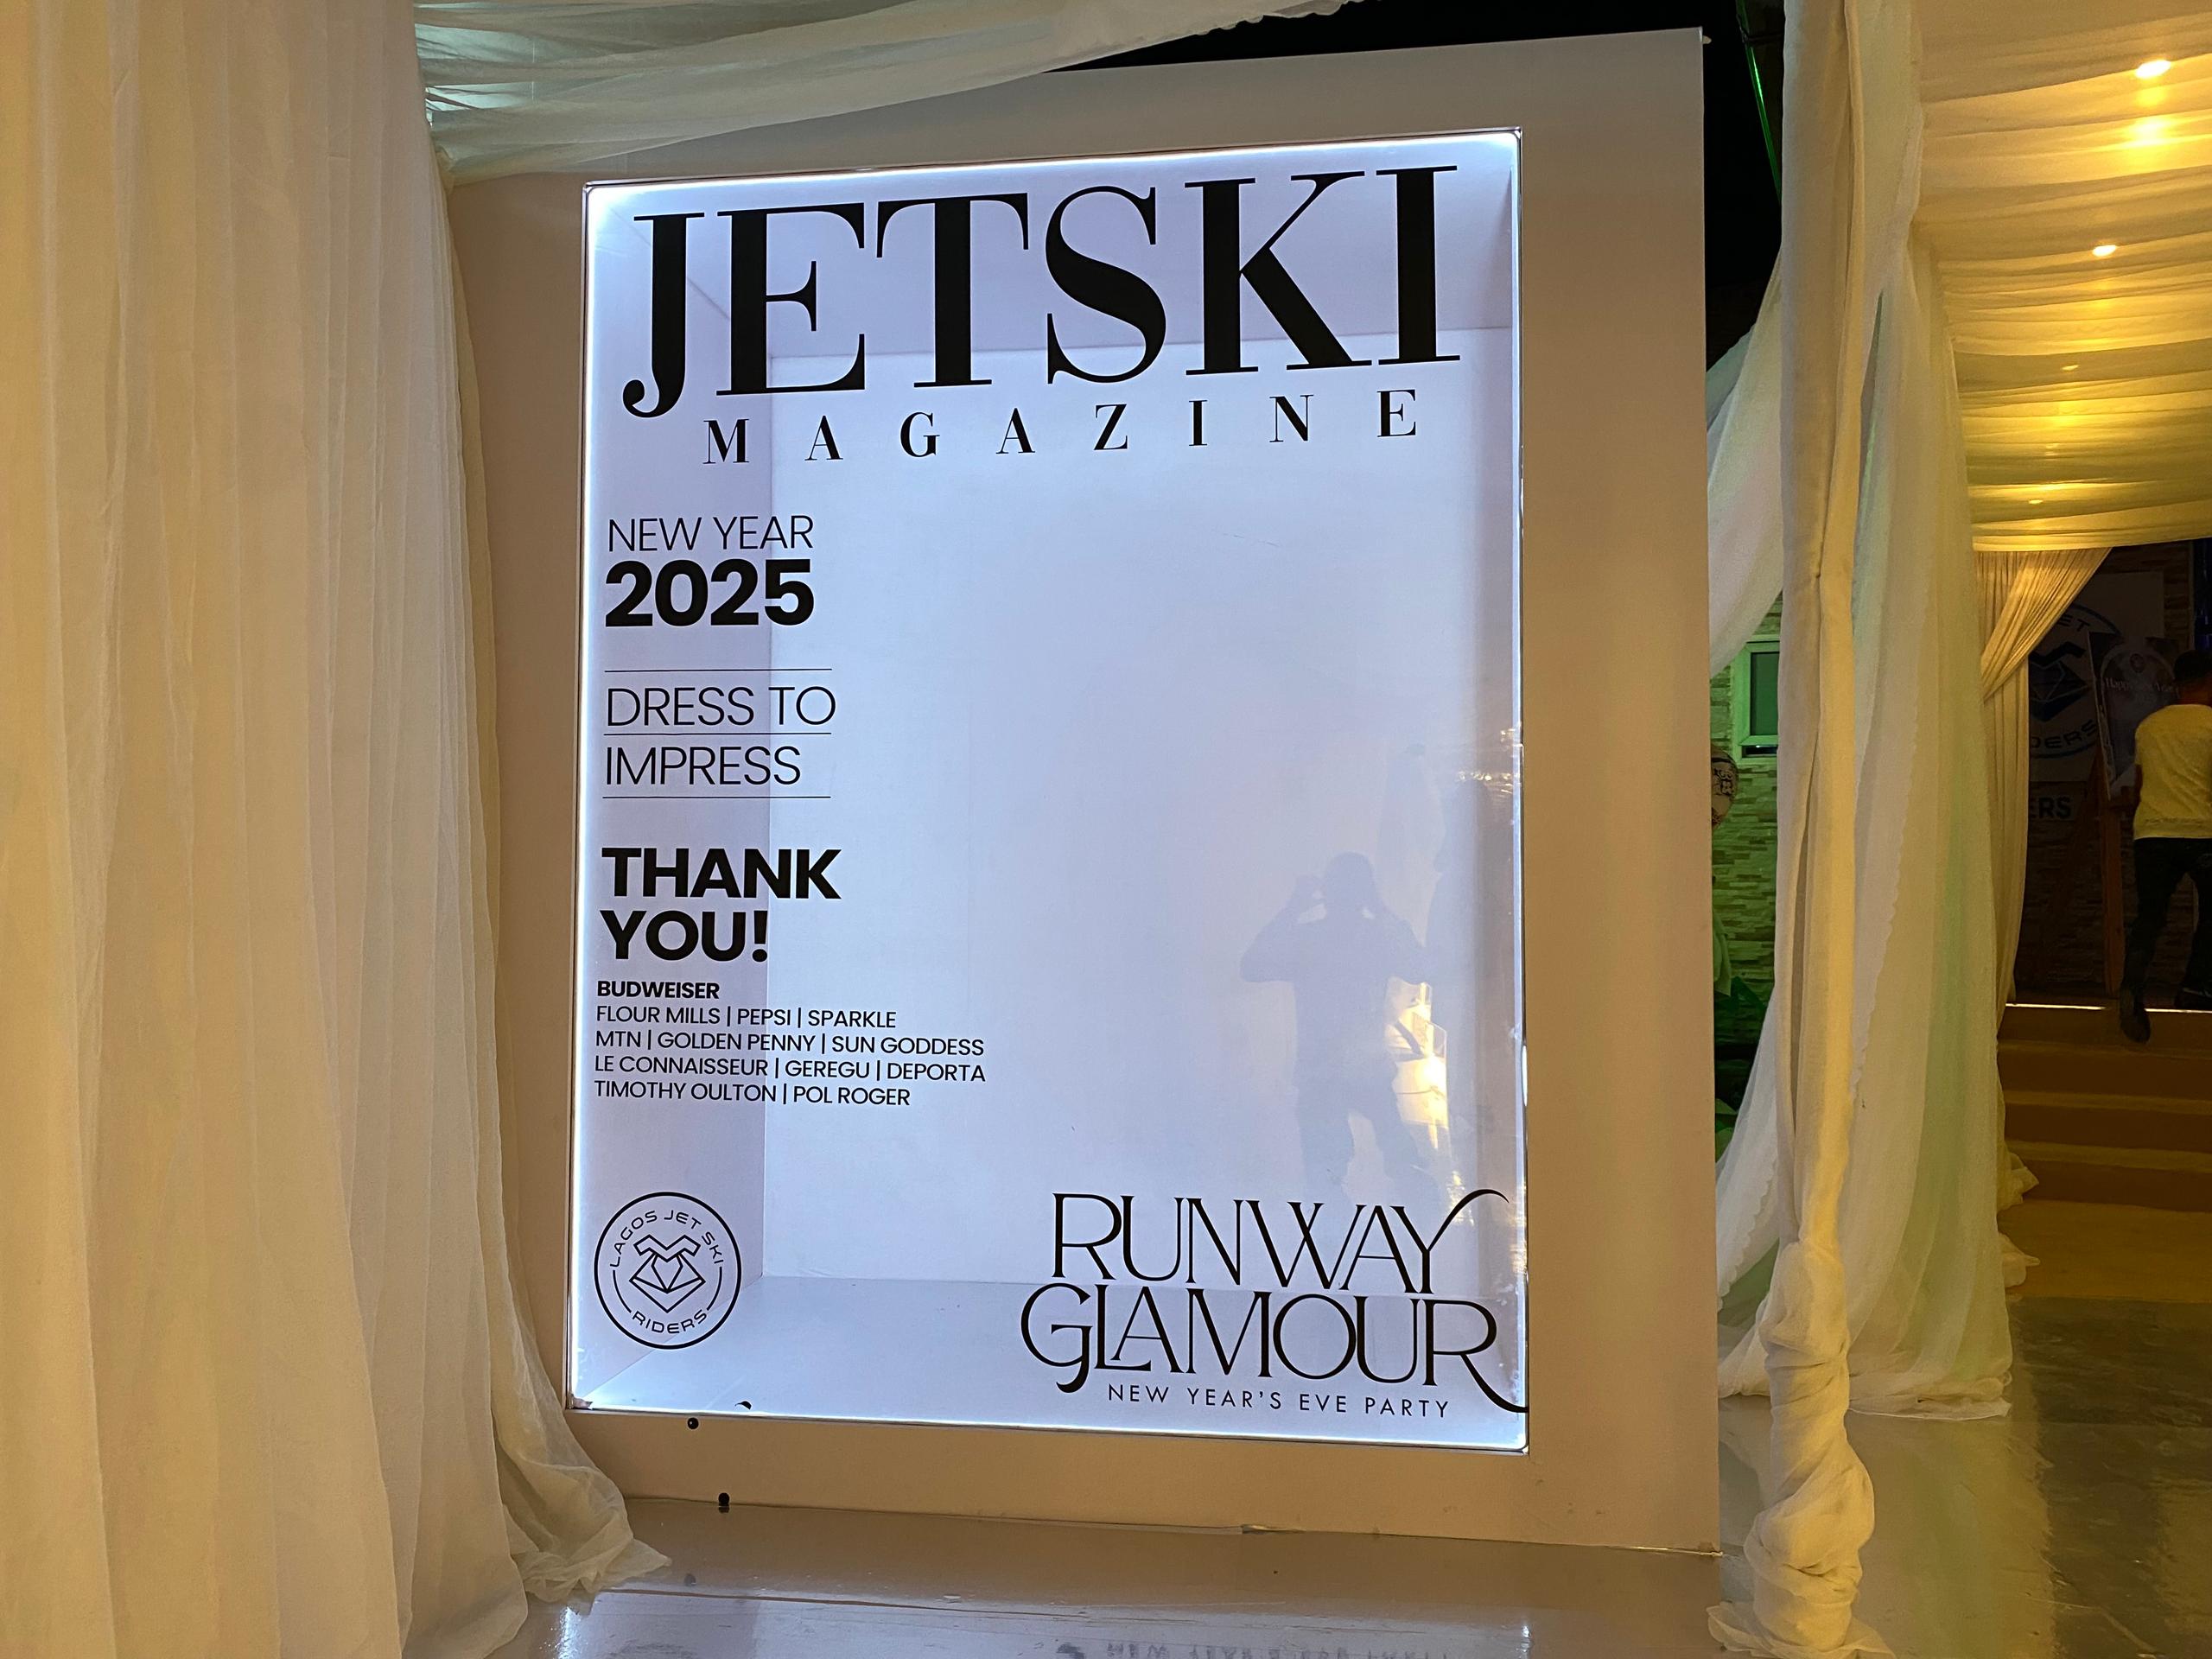 JETSKI
MAGAZINE
NEW YEAR
2025
DRESS TO
IMPRESS
THANK
YOU!
BUDWEISER
FLOUR MILLS | PEPSI | SPARKLE
MTN | GOLDEN PENNY | SUN GODDESS
LE CONNAISSEUR | GEREGU | DEPORTA
TIMOTHY OULTON | POL ROGER
LAGOS JET SKI
RIDERS
RUNWAY
GLAMOUR
NEW YEAR'S EVE PARTY